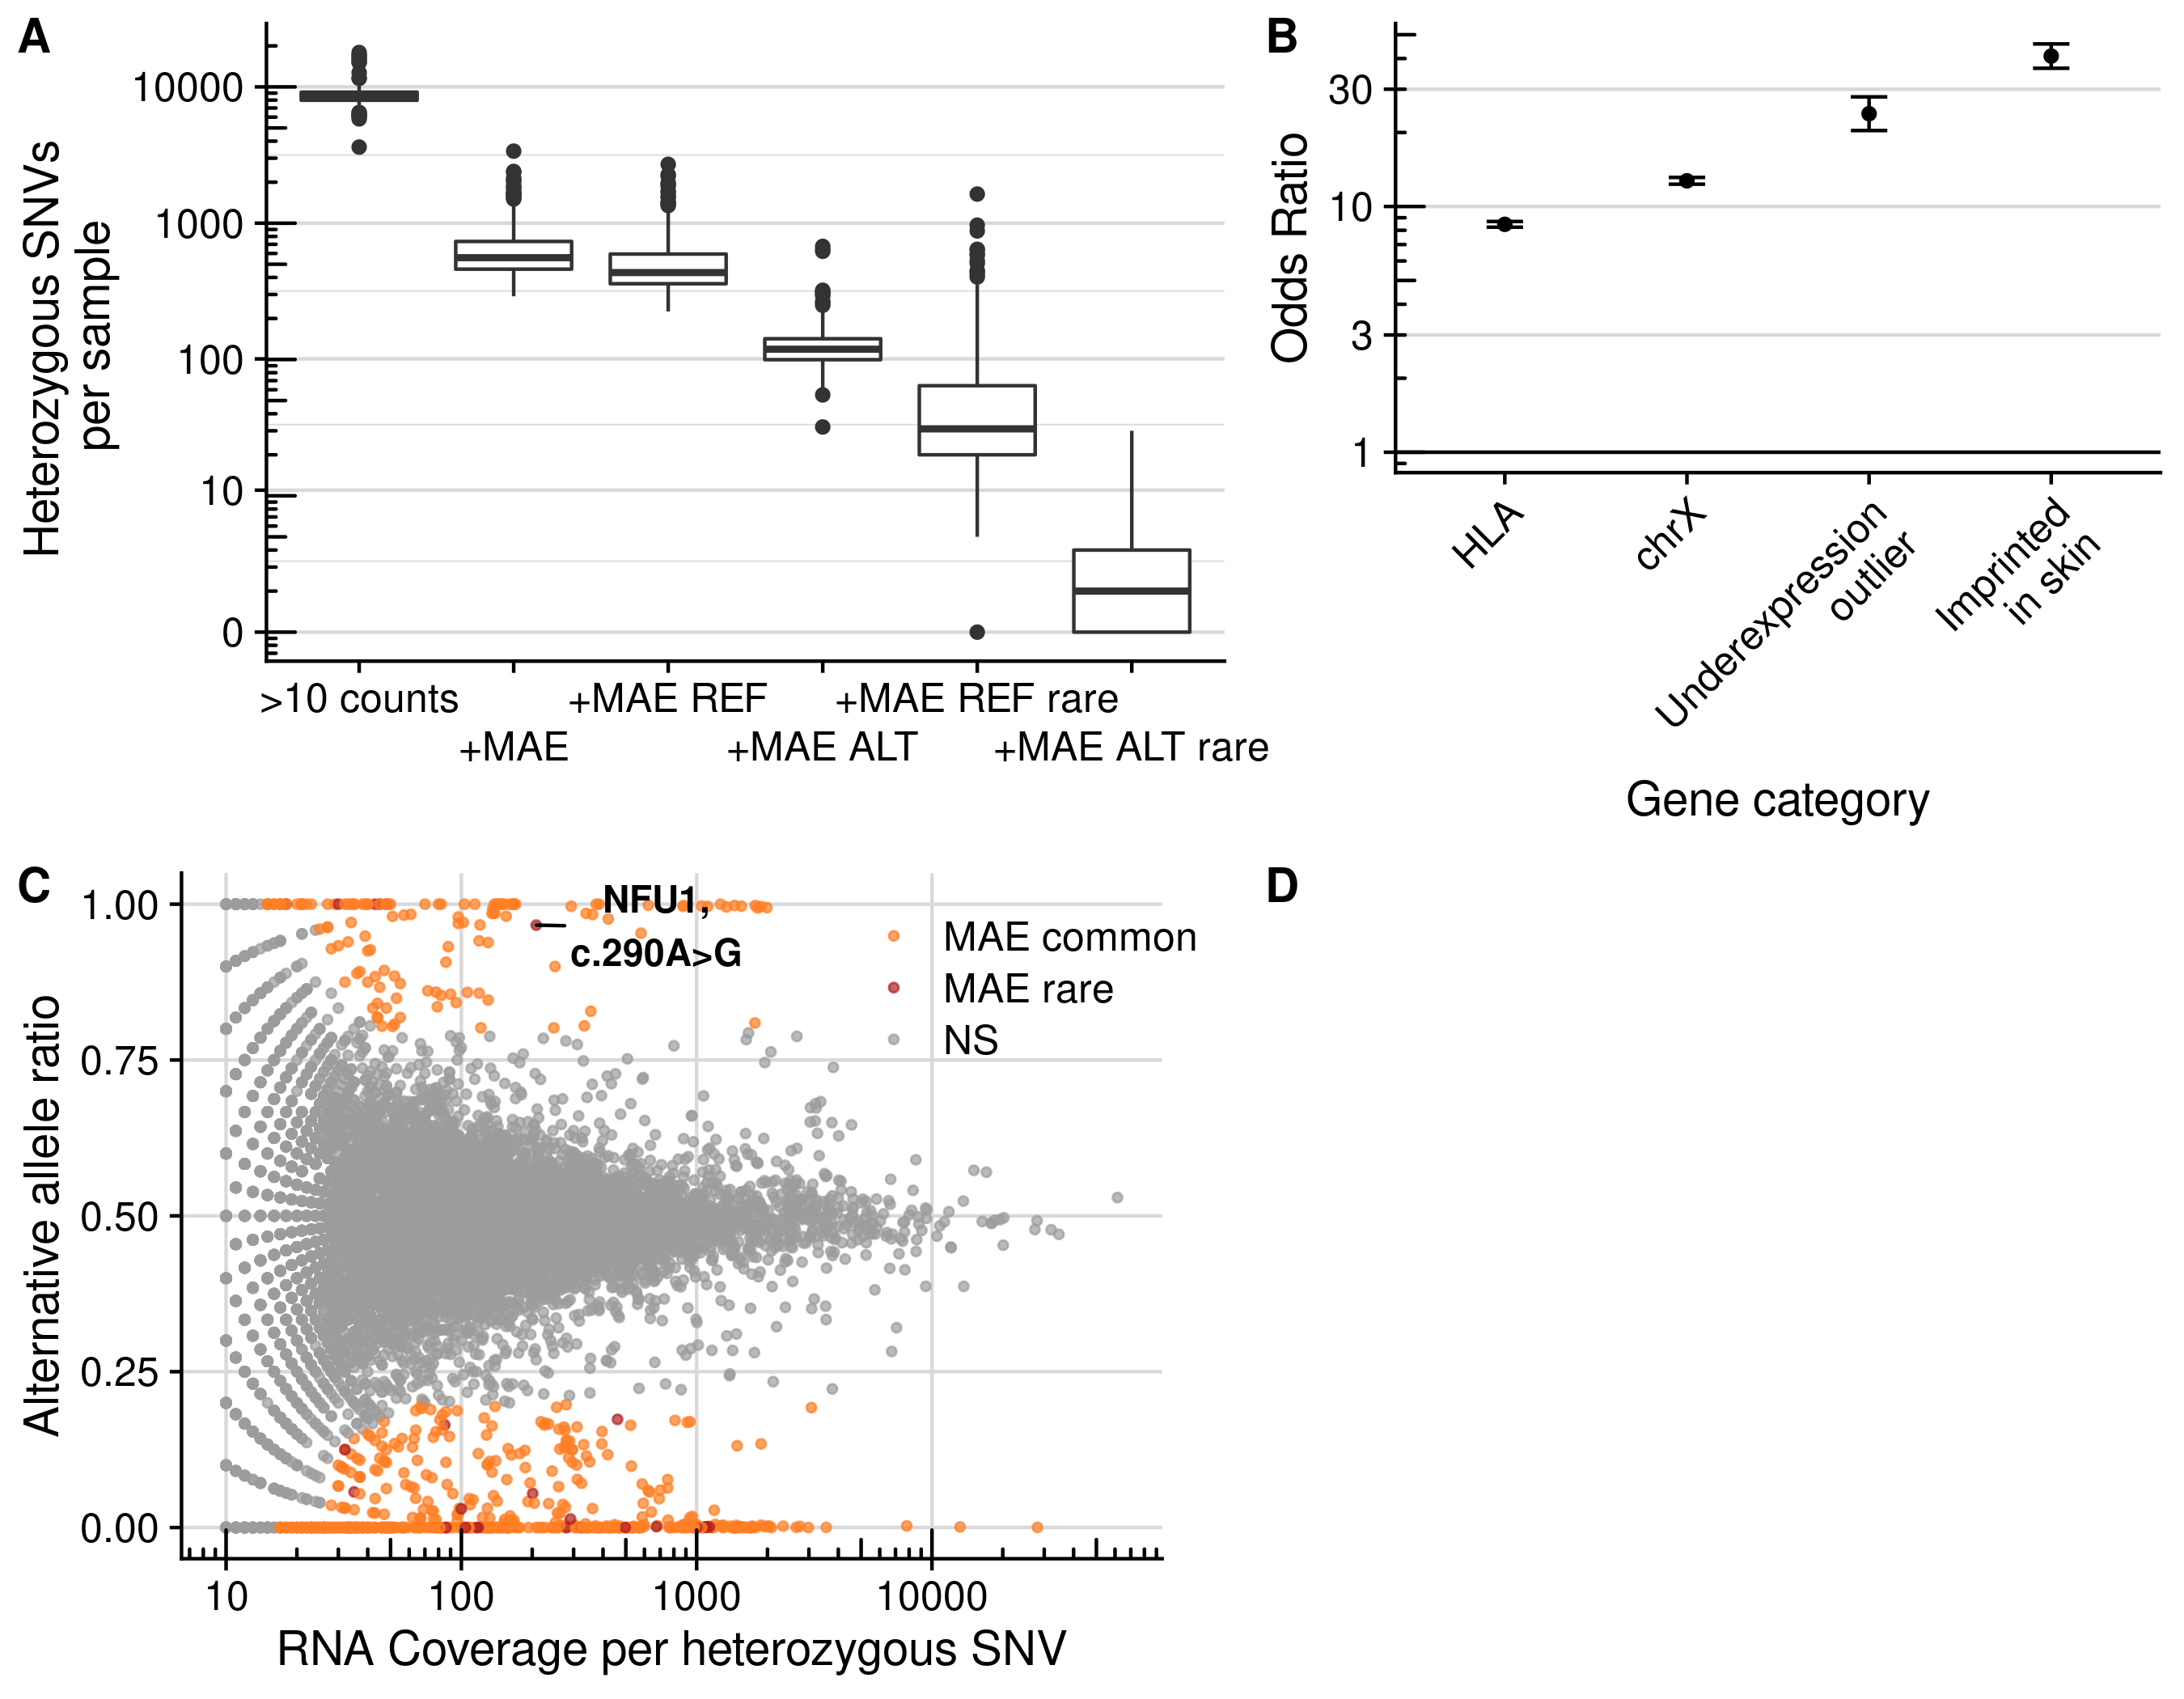 A
Heterozygous SNVs
per sample
10000
1000
100
10
0
>10 counts
+MAE
+MAE REF
+MAE ALT
+MAE REF rare
+MAE ALT rare
B
Odds Ratio
30
10
3
1
HLA
chrX
Underexpression
outlier
Imprinted
in skin
Gene category
C
Alternative allele ratio
1.00
0.75
0.50
0.25
0.00
NFU1,
c.290A>G
MAE common
MAE rare
NS
10
100
1000
10000
RNA Coverage per heterozygous SNV
D